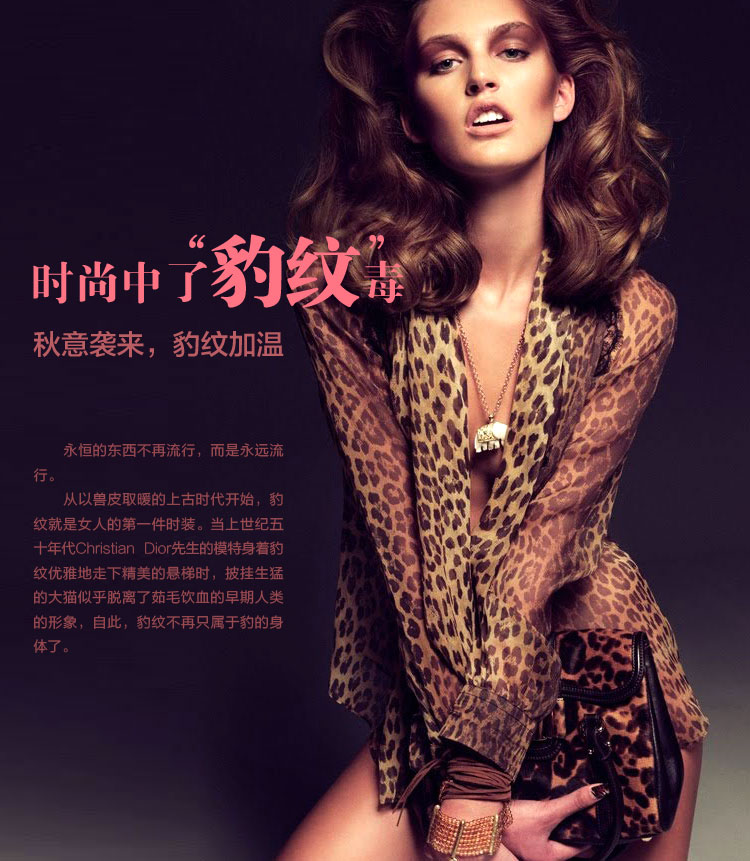 时尚中了“豹纹”毒
秋意袭来，豹纹加温
永恒的东西不再流行，而是永远流
行。
从以兽皮取暖的上古时代开始，豹
纹就是女人的第一件时装。当上世纪五
十年代Christian Dior先生的模特身着豹
纹优雅地走下精美的悬梯时，披挂生猛
的大猫似乎脱离了茹毛饮血的早期人类
的形象，自此，豹纹不再只属于豹的身
体了。